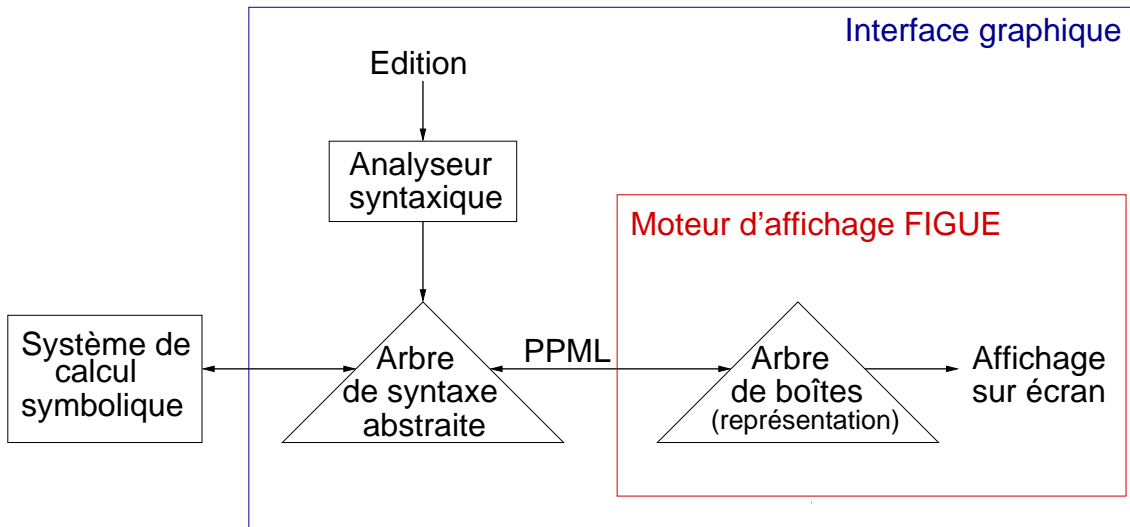 Interface graphique
Edition
Analyseur
syntaxique
Moteur d'affichage FIGUE
Système de
calcul
symbolique
Arbre
de syntaxe
abstraite
PPML
Arbre
de boîtes
(représentation)
Affichage
sur écran